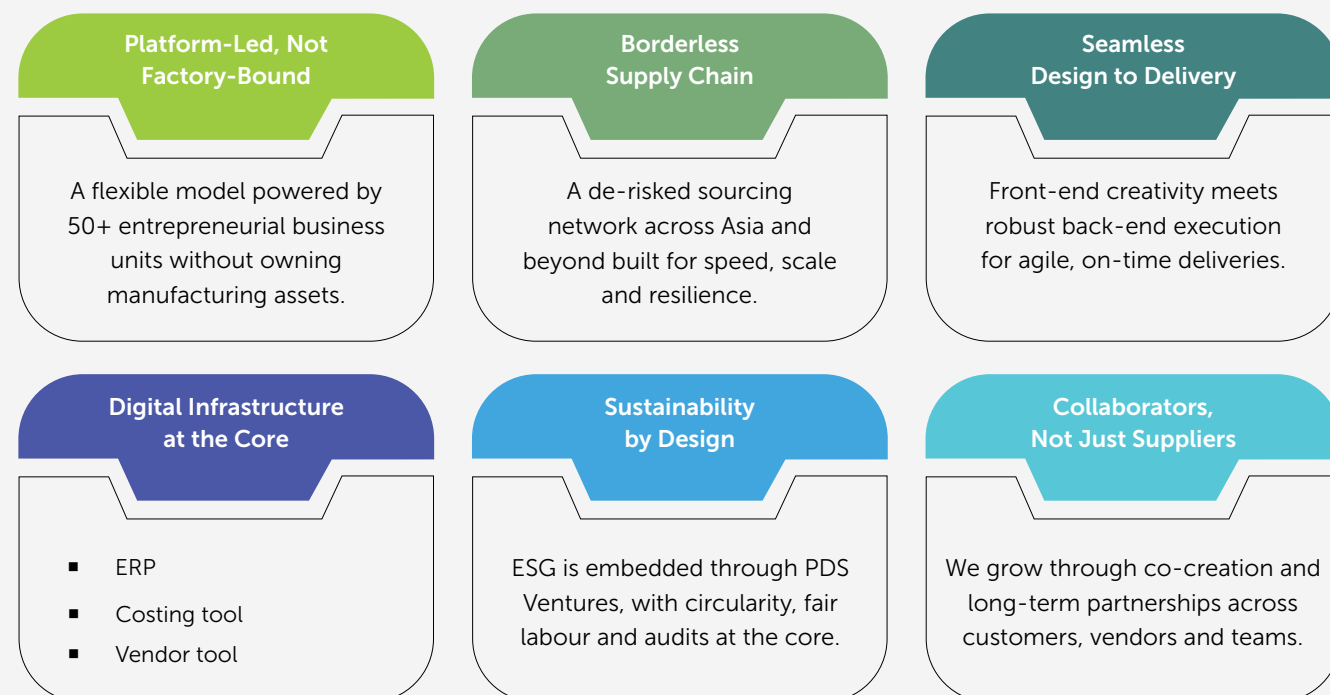 Platform-Led, Not
Factory-Bound
A flexible model powered by
50+ entrepreneurial business
units without owning
manufacturing assets.
Borderless
Supply Chain
A de-risked sourcing
network across Asia and
beyond built for speed, scale
and resilience.
Seamless
Design to Delivery
Front-end creativity meets
robust back-end execution
for agile, on-time deliveries.
Digital Infrastructure
at the Core
▪ ERP
▪ Costing tool
▪ Vendor tool
Sustainability
by Design
ESG is embedded through PDS
Ventures, with circularity, fair
labour and audits at the core.
Collaborators,
Not Just Suppliers
We grow through co-creation and
long-term partnerships across
customers, vendors and teams.